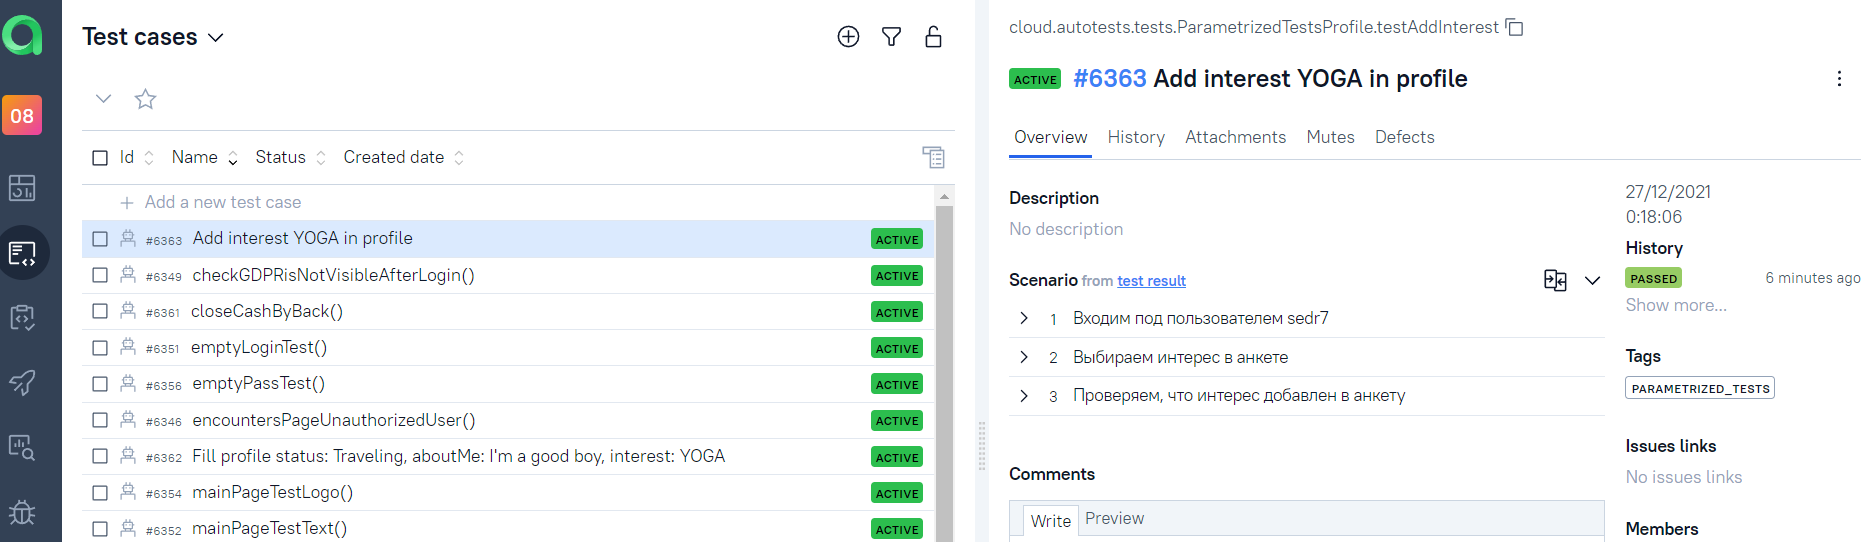 Test cases
08
Id Name Status Created date
Add a new test case
#6363 Add interest YOGA in profile ACTIVE
#6349 checkGDPRisNotVisibleAfterLogin() ACTIVE
#6361 closeCashByBack() ACTIVE
#6351 emptyLoginTest() ACTIVE
#6356 emptyPassTest() ACTIVE
#6346 encountersPageUnauthorizedUser() ACTIVE
#6362 Fill profile status: Traveling, aboutMe: I'm a good boy, interest: YOGA ACTIVE
#6354 mainPageTestLogo() ACTIVE
#6352 mainPageTestText() ACTIVE
cloud.autotests.tests.ParametrizedTestsProfile.testAddInterest
ACTIVE #6363 Add interest YOGA in profile
Overview History Attachments Mutes Defects
Description
No description
Scenario from test result
1 Входим под пользователем sedr7
2 Выбираем интерес в анкете
3 Проверяем, что интерес добавлен в анкету
Comments
Write Preview
27/12/2021
0:18:06
History
PASSED 6 minutes ago
Show more...
Tags
PARAMETRIZED_TESTS
Issues links
No issues links
Members